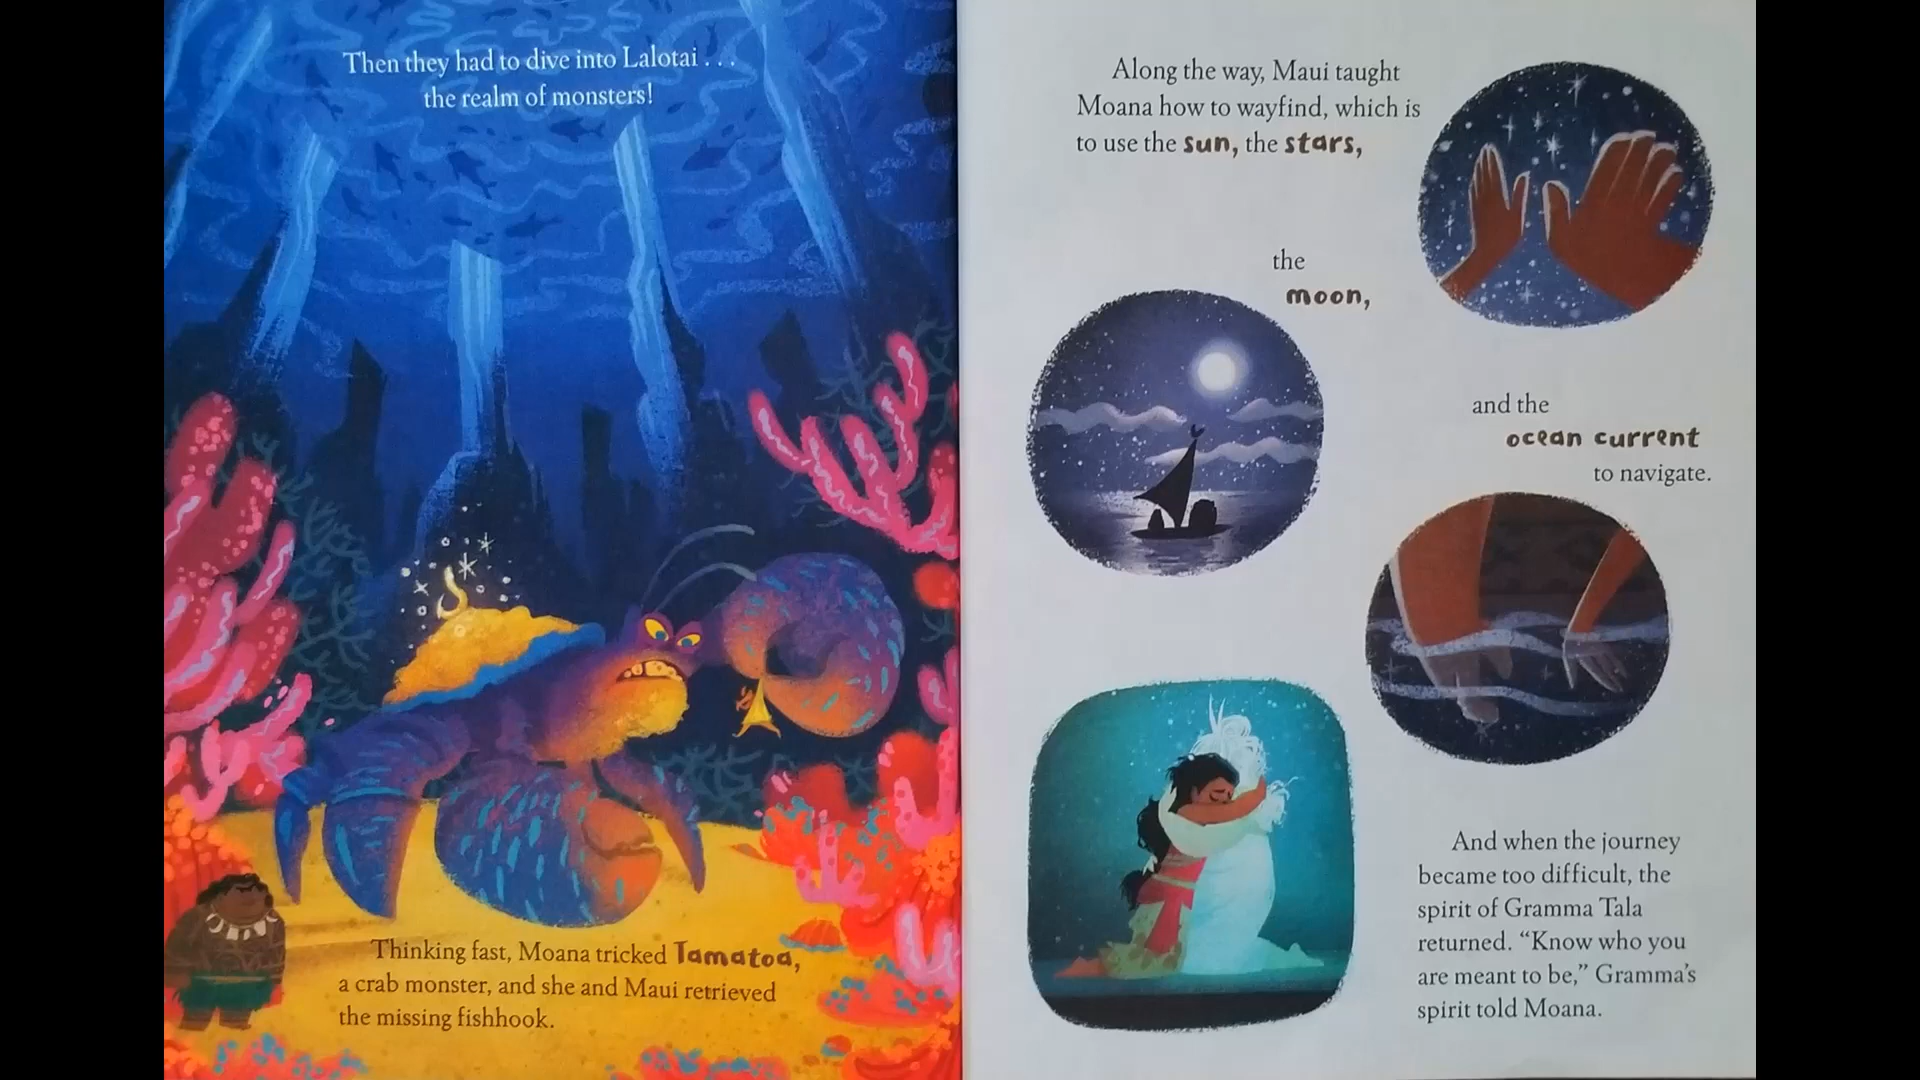 Then they had to dive into Lalotai . . .
the realm of monsters!
Thinking fast, Moana tricked Tamatoa,
a crab monster, and she and Maui retrieved
the missing fishhook.
Along the way, Maui taught
Moana how to wayfind, which is
to use the sun, the stars,
the
moon,
and the
ocean current
to navigate.
And when the journey
became too difficult, the
spirit of Gramma Tala
returned. “Know who you
are meant to be,” Gramma’s
spirit told Moana.